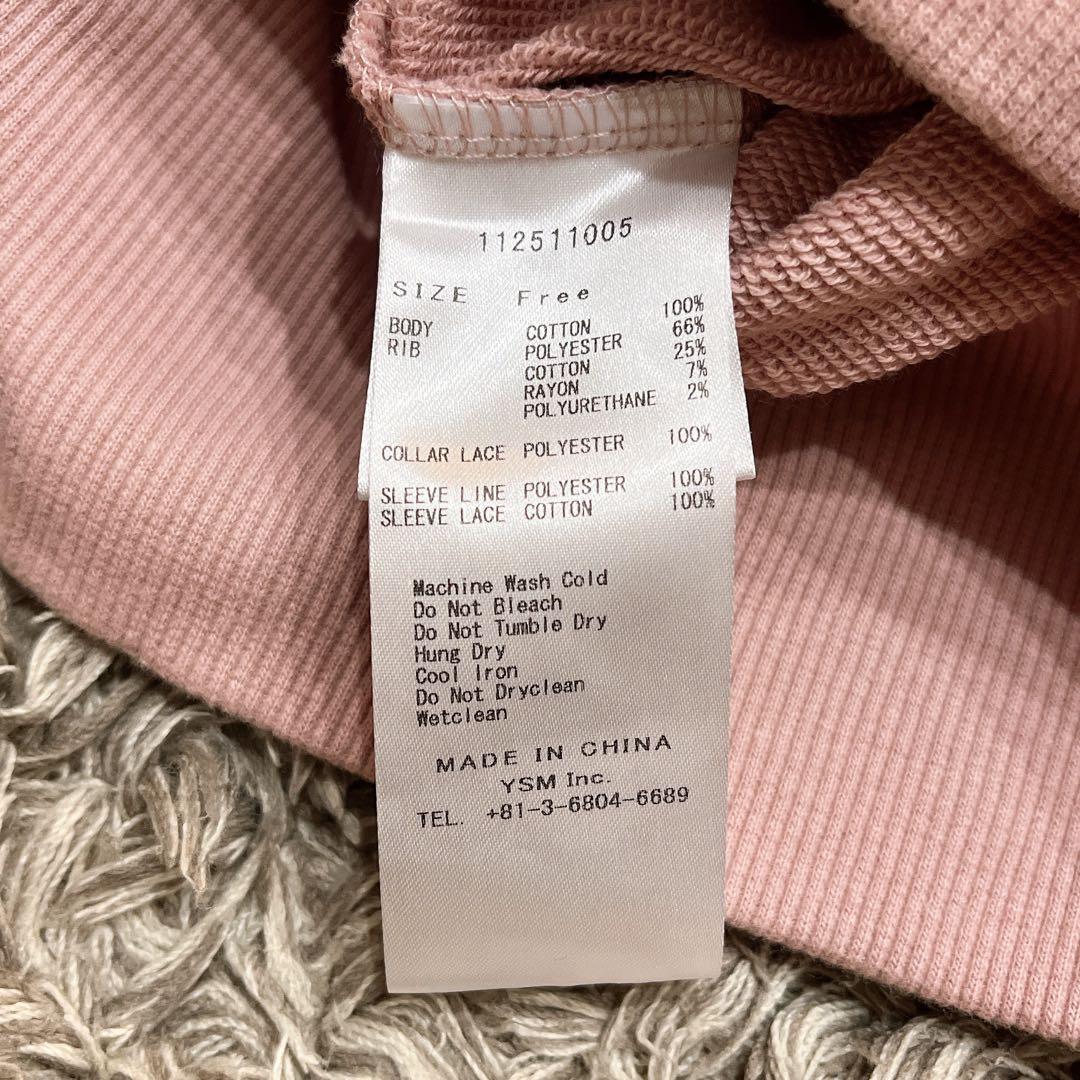 112511005
SIZE Free
BODY COTTON 100%
RIB POLYESTER 66%
COTTON 25%
RAYON 7%
POLYURETHANE 2%
COLLAR LACE POLYESTER 100%
SLEEVE LINE POLYESTER 100%
SLEEVE LACE COTTON 100%
Machine Wash Cold
Do Not Bleach
Do Not Tumble Dry
Hung Dry
Cool Iron
Do Not Dryclean
Wetclean
MADE IN CHINA
YSM Inc.
TEL. +81-3-6804-6689